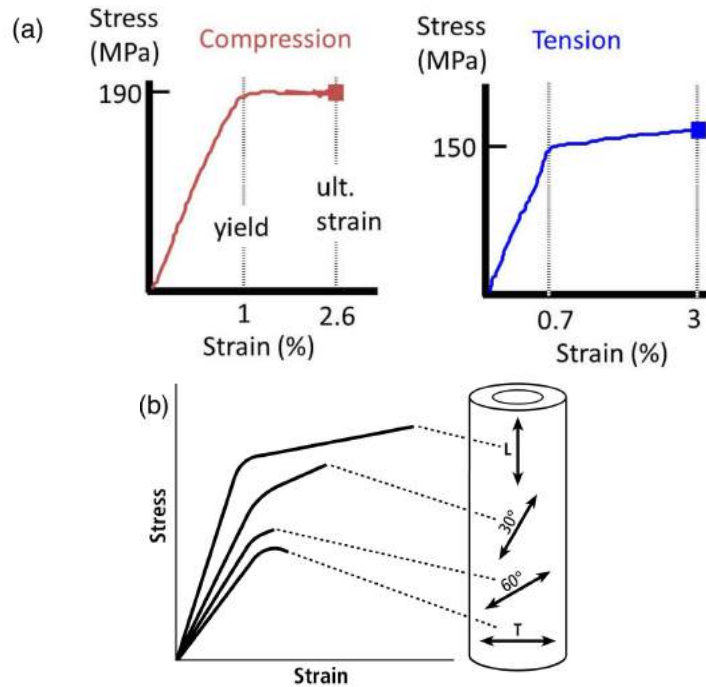 (a)
Stress
(MPa)
Compression
190
yield
ult.
strain
1
2.6
Strain (%)
Stress
(MPa)
Tension
150
0.7
3
Strain (%)
(b)
Stress
Strain
L
30°
60°
T